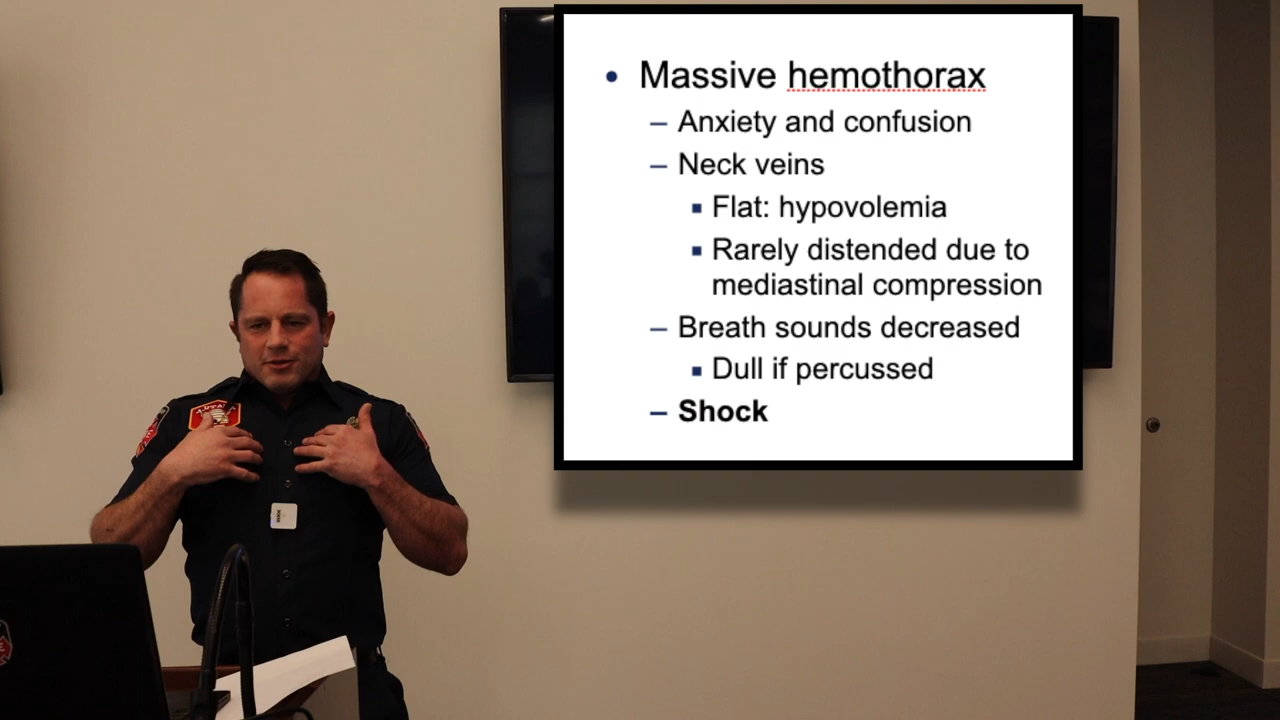 • Massive hemothorax
– Anxiety and confusion
– Neck veins
▪ Flat: hypovolemia
▪ Rarely distended due to
mediastinal compression
– Breath sounds decreased
▪ Dull if percussed
– Shock